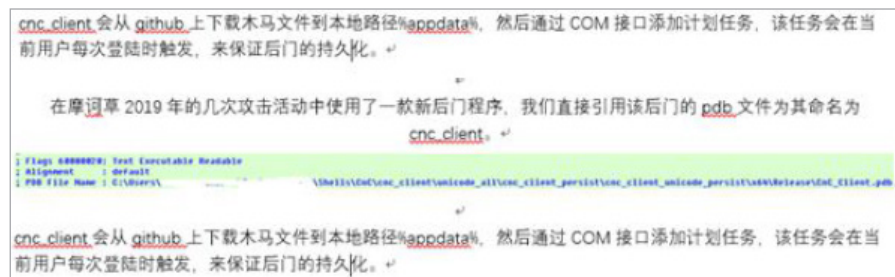 cnc_client 会从 github 上下载木马文件到本地路径%appdata%，然后通过 COM 接口添加计划任务，该任务会在当
前用户每次登陆时触发，来保证后门的持久化。
在摩诃草 2019 年的几次攻击活动中使用了一款新后门程序，我们直接引用该后门的 pdb 文件为其命名为
cnc_client。
; Flags 60000020: Text Executable Readable
; Alignment : default
; PDB File Name : C:\Users\ \Shells\CnC\cnc_client\unicode_all\cnc_client_persist\cnc_client_unicode_persist\x64\Release\CnC_Client.pdb
cnc_client 会从 github 上下载木马文件到本地路径%appdata%，然后通过 COM 接口添加计划任务，该任务会在当
前用户每次登陆时触发，来保证后门的持久化。